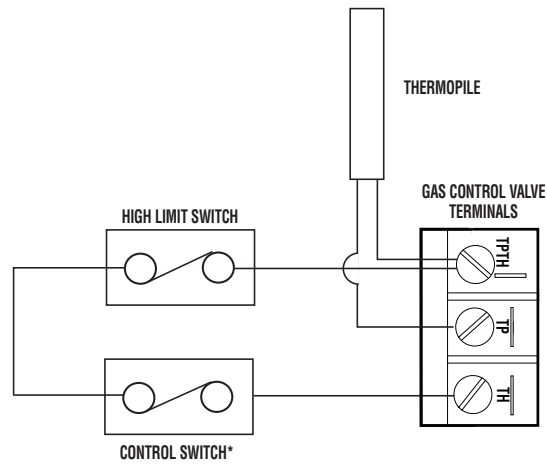 THERMOPILE
GAS CONTROL VALVE
TERMINALS
HIGH LIMIT SWITCH
TPTH
TP
TH
CONTROL SWITCH*